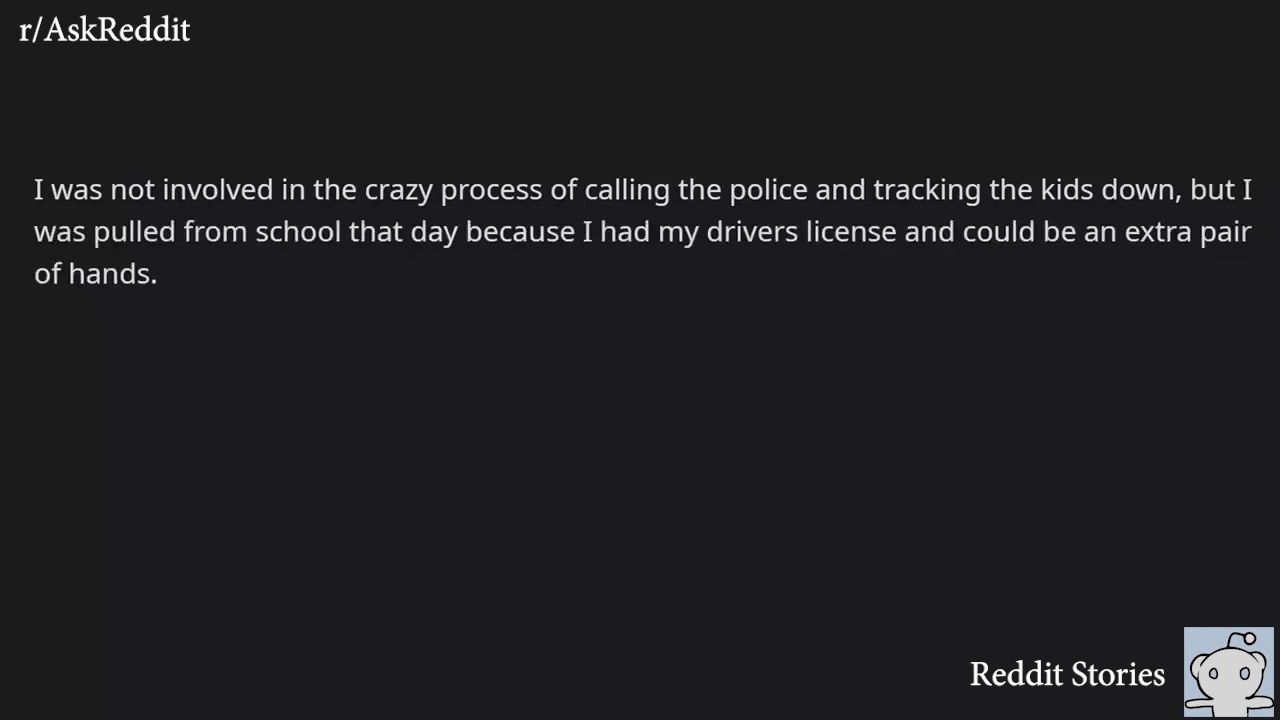 r/AskReddit
I was not involved in the crazy process of calling the police and tracking the kids down, but I
was pulled from school that day because I had my drivers license and could be an extra pair
of hands.
Reddit Stories